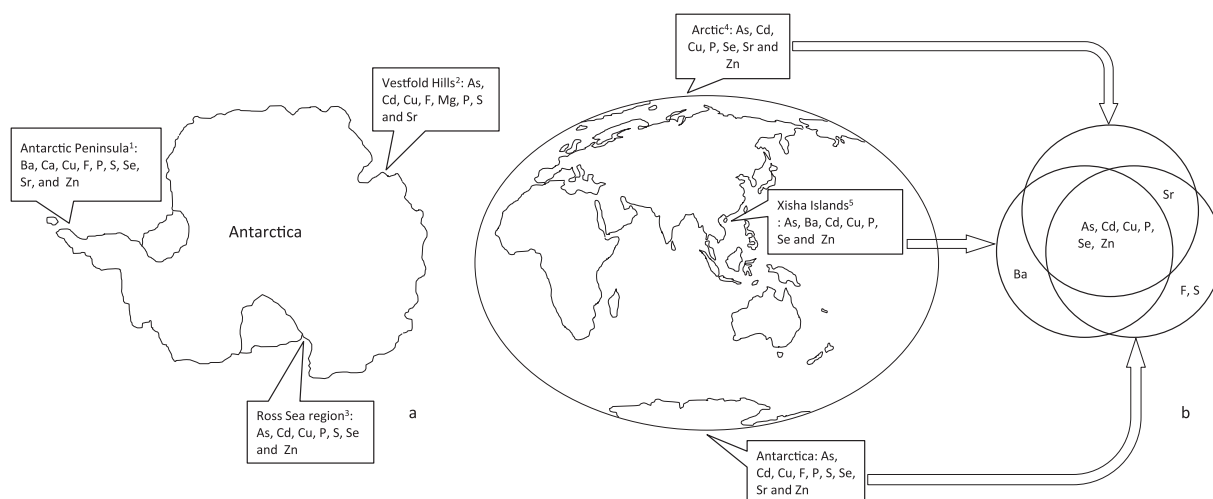 Antarctic Peninsula¹:
Ba, Ca, Cu, F, P, S, Se,
Sr, and Zn
Vestfold Hills²: As,
Cd, Cu, F, Mg, P, S
and Sr
Antarctica
Ross Sea region³:
As, Cd, Cu, P, S, Se
and Zn
a
Arctic⁴: As, Cd,
Cu, P, Se, Sr and
Zn
Xisha Islands⁵
: As, Ba, Cd, Cu, P,
Se and Zn
Antarctica: As,
Cd, Cu, F, P, S, Se,
Sr and Zn
Sr
As, Cd, Cu, P,
Se, Zn
Ba
F, S
b